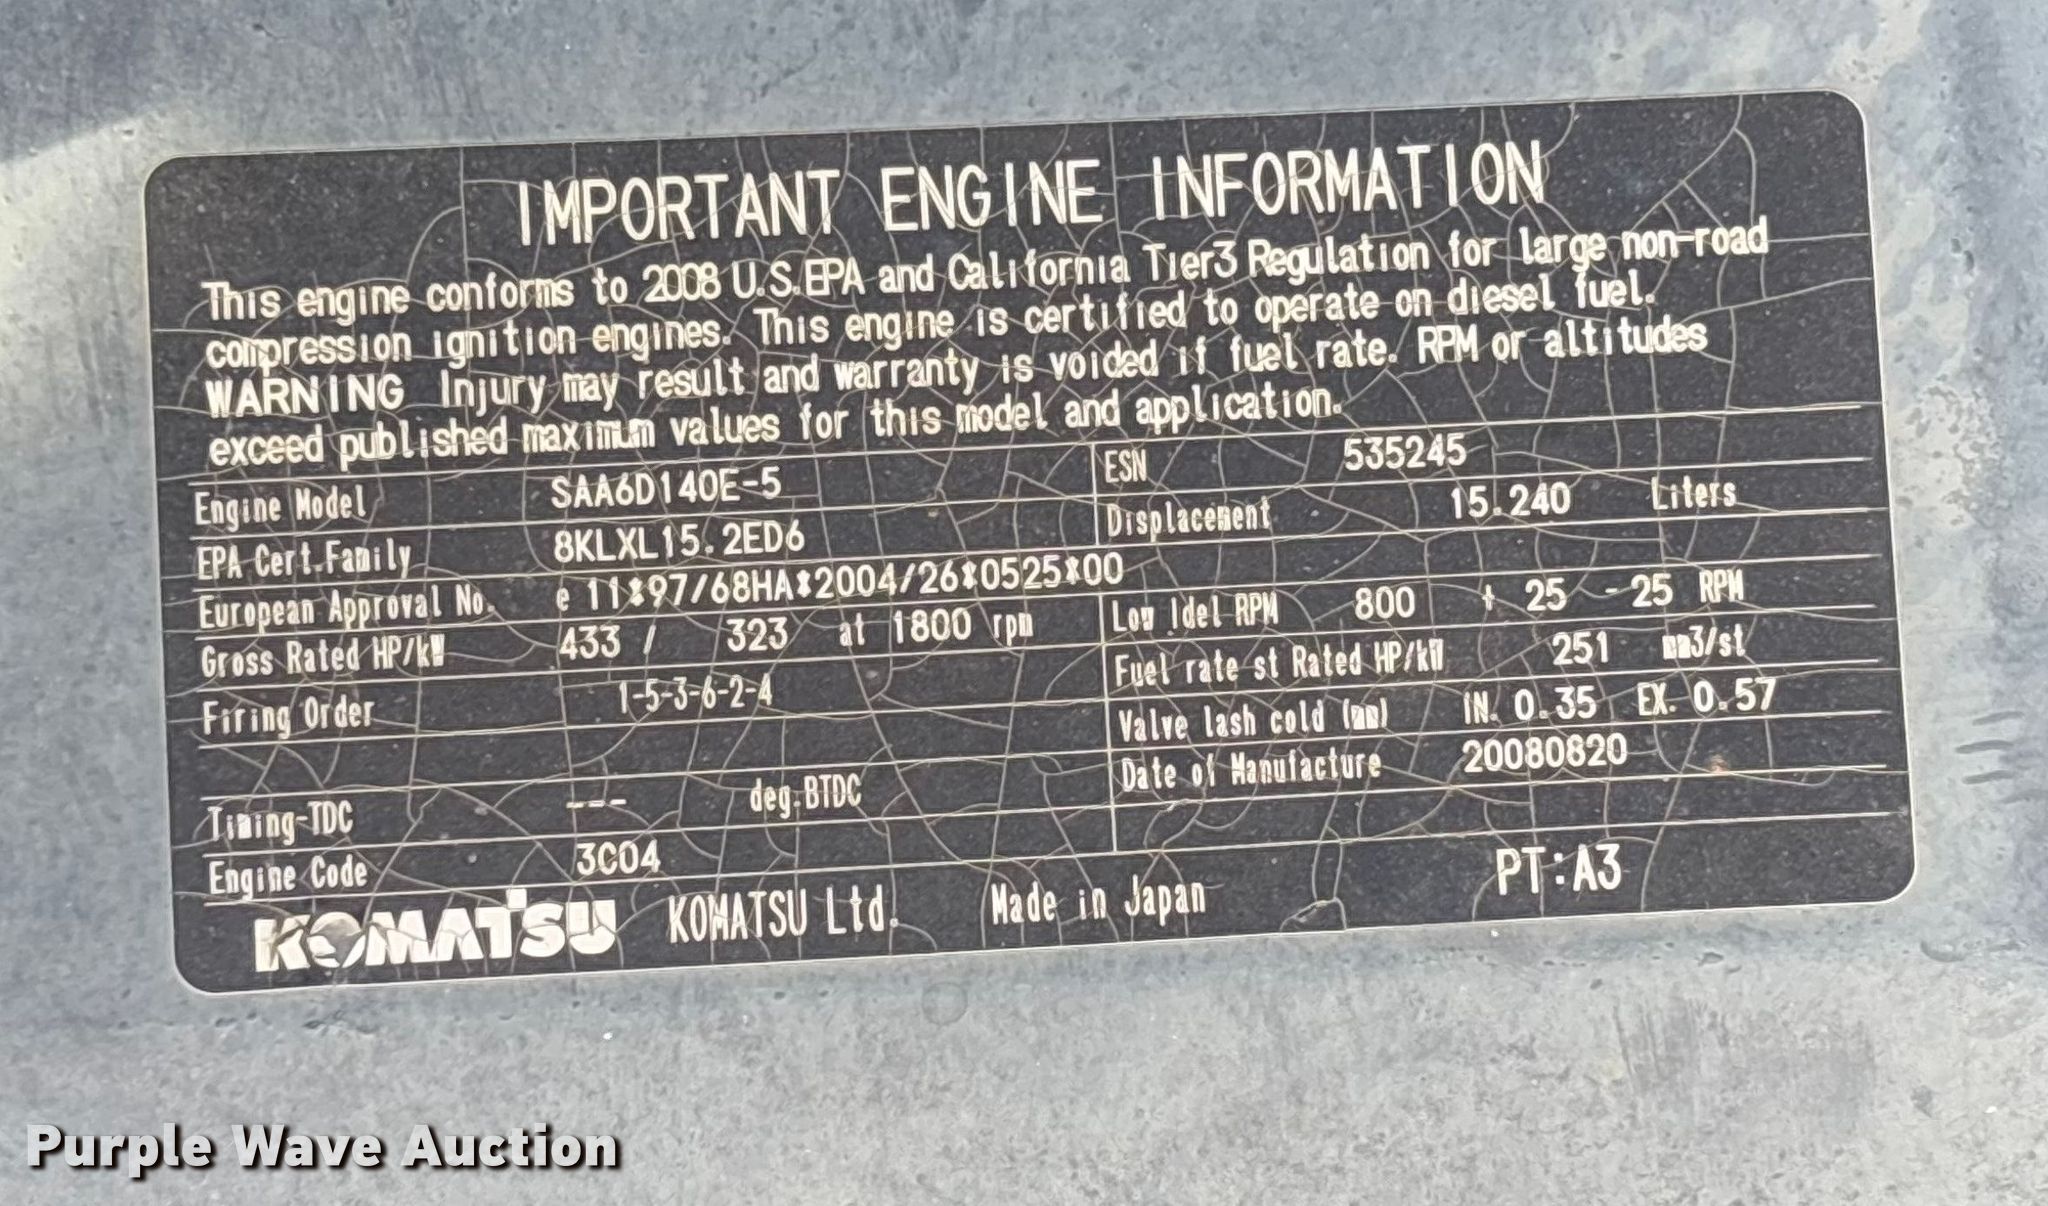 IMPORTANT ENGINE INFORMATION
This engine conforms to 2008 U.S.EPA and California Tier3 Regulation for large non-road
compression ignition engines. This engine is certified to operate on diesel fuel.
WARNING Injury may result and warranty is voided if fuel rate. RPM or altitudes
exceed published maximum values for this model and application.
Engine Model SAA6D140E-5 ESN 535245
EPA Cert.Family 8KLXL15.2ED6 Displacement 15.240 Liters
European Approval No. e 11*97/68HA*2004/26*0525*00
Gross Rated HP/kW 433 / 323 at 1800 rpm Low Idel RPM 800 + 25 -25 RPM
Firing Order 1-5-3-6-2-4 Fuel rate st Rated HP/kW 251 mm3/st
Valve lash cold (mm) IN. 0.35 EX. 0.57
Timing-TDC --- deg.BTDC Date of Manufacture 20080820
Engine Code 3C04
KOMATSU KOMATSU Ltd. Made in Japan PT:A3
Purple Wave Auction